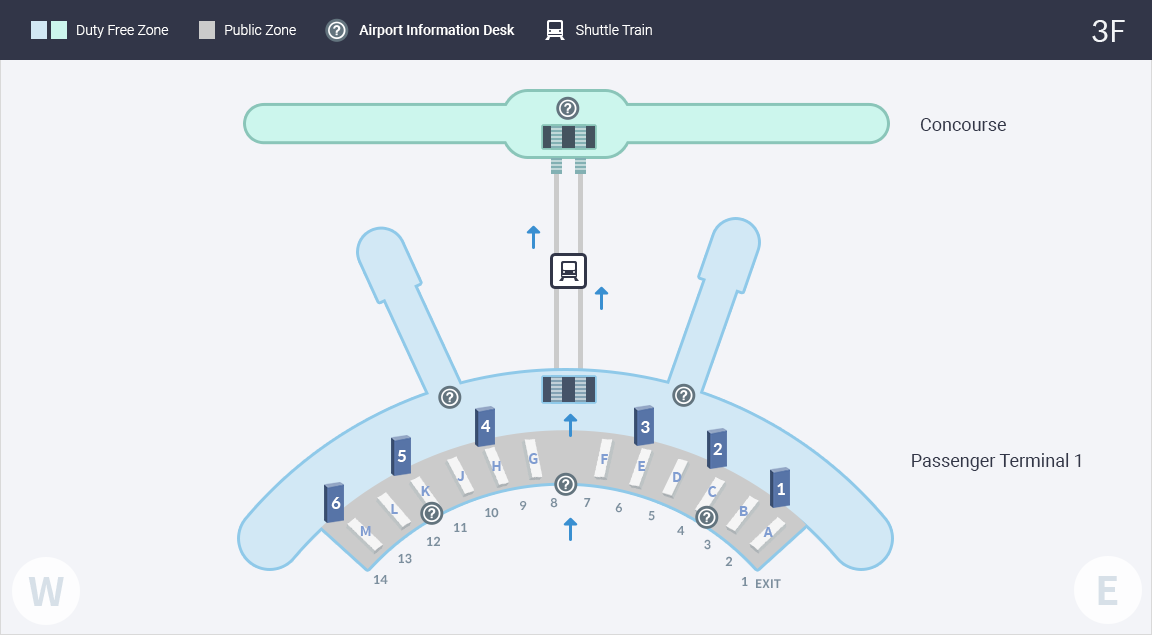 Duty Free Zone
Public Zone
? Airport Information Desk
Shuttle Train
3F
?
Concourse
? ?
4 3
5 2
6 1
Passenger Terminal 1
M L K J H G F E D C B A
? ? ?
14 13 12 11 10 9 8 7 6 5 4 3 2 1 EXIT
W E